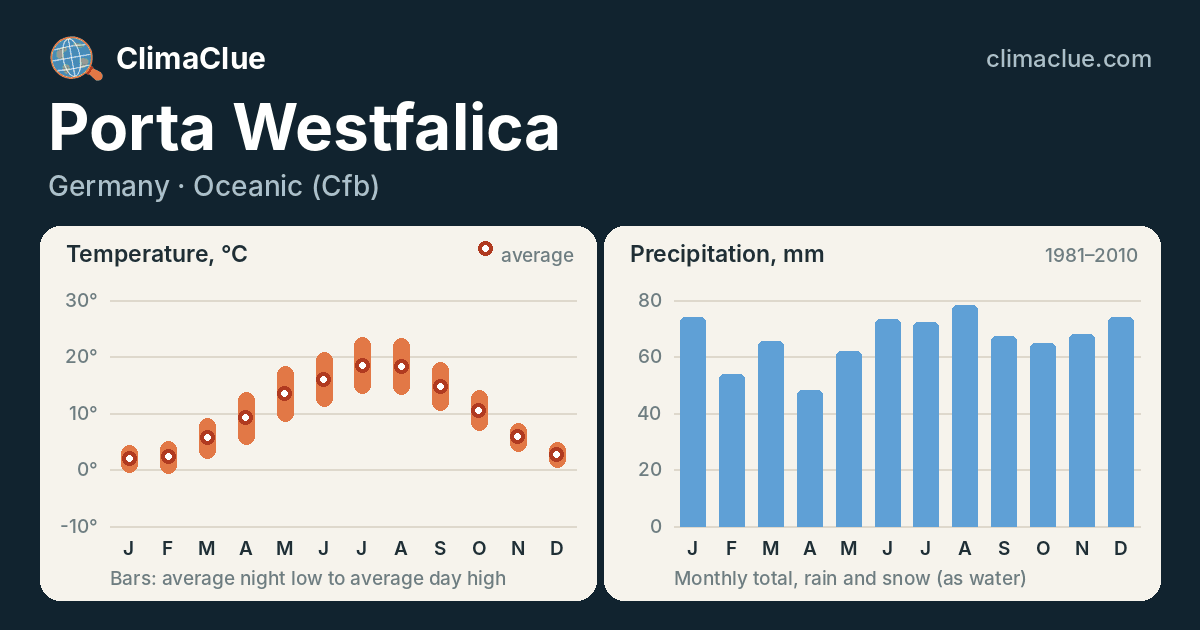 ClimaClue
climaclue.com
Porta Westfalica
Germany · Oceanic (Cfb)
Temperature, °C
average
30°
20°
10°
0°
-10°
J F M A M J J A S O N D
Bars: average night low to average day high
Precipitation, mm
1981–2010
80
60
40
20
0
J F M A M J J A S O N D
Monthly total, rain and snow (as water)